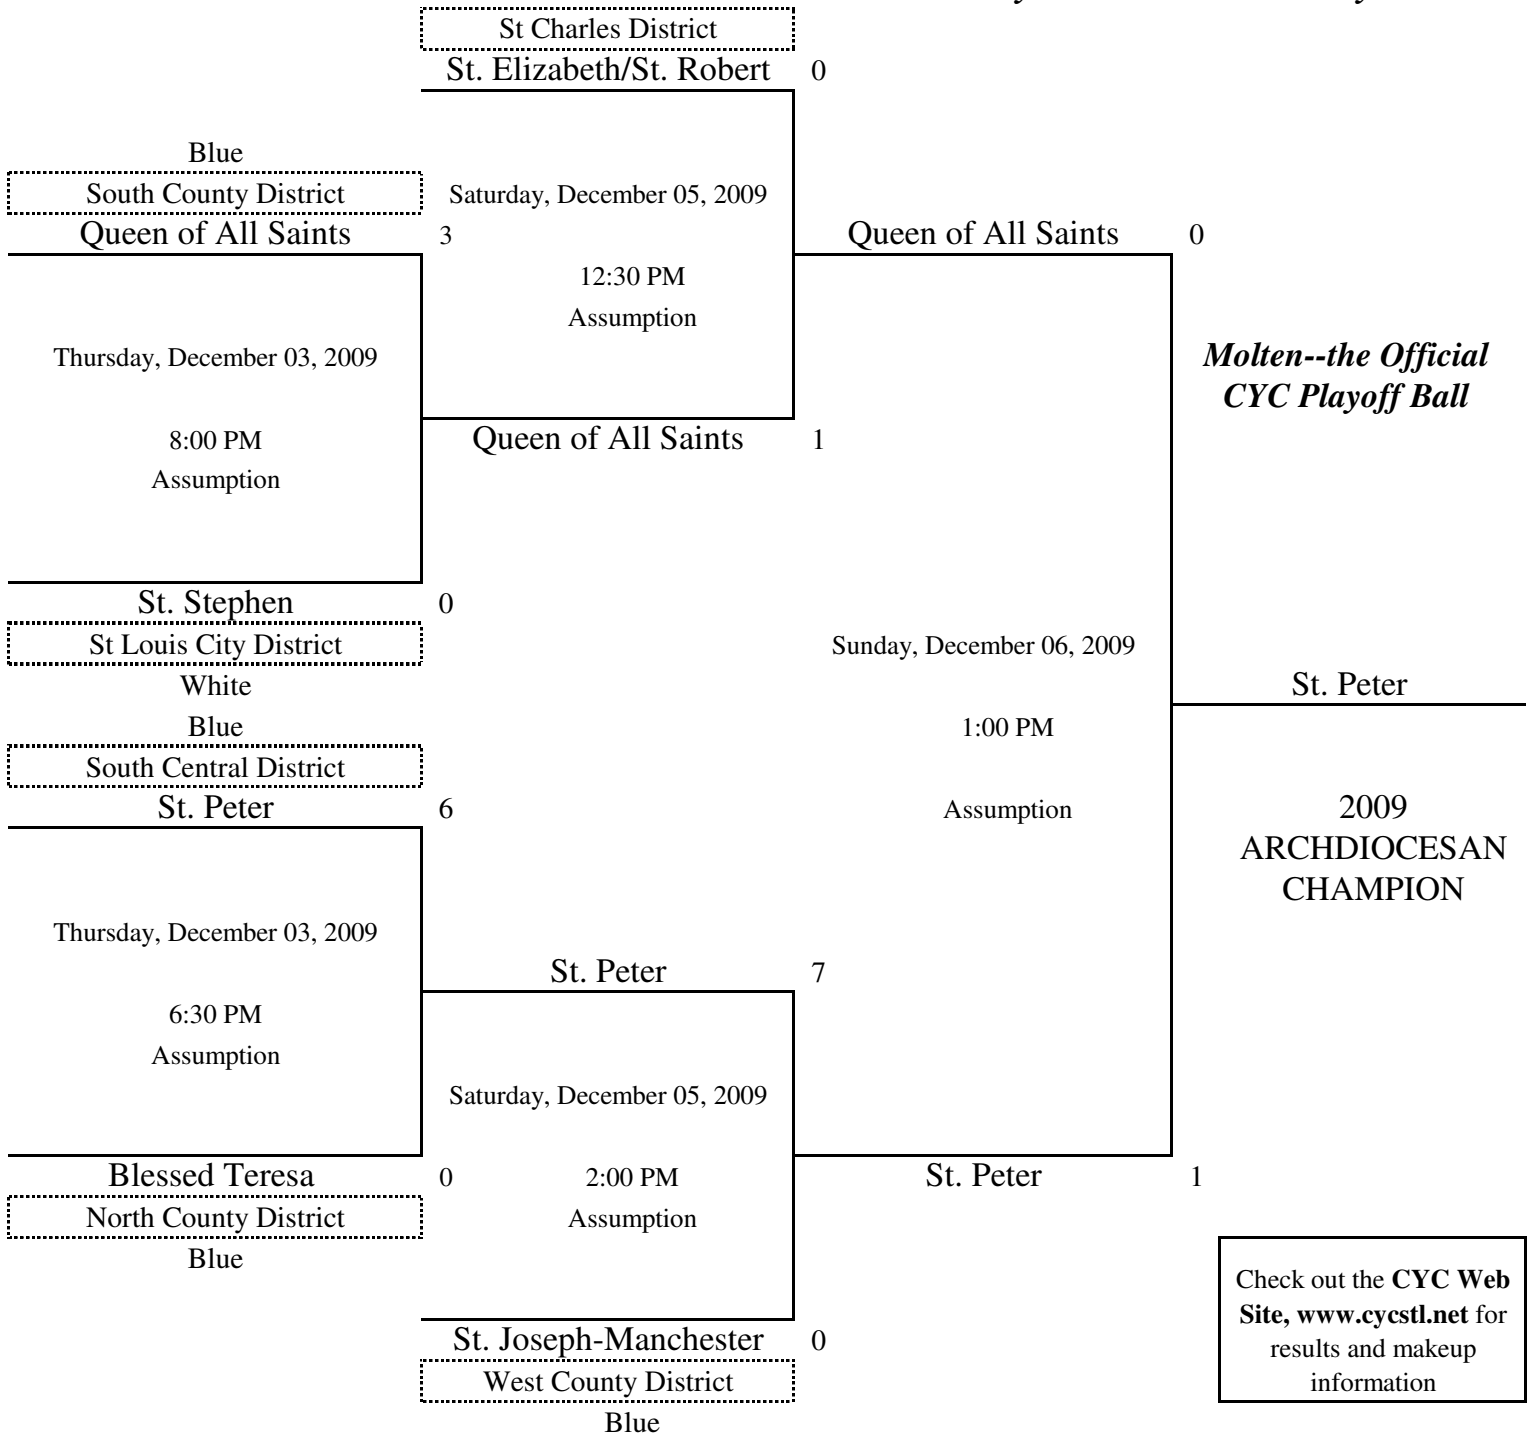 St Charles District
St. Elizabeth/St. Robert 0
Blue
South County District
Saturday, December 05, 2009
Queen of All Saints 3
Queen of All Saints 0
12:30 PM
Assumption
Thursday, December 03, 2009
Molten--the Official
CYC Playoff Ball
8:00 PM
Queen of All Saints 1
Assumption
St. Stephen 0
St Louis City District
Sunday, December 06, 2009
White
St. Peter
Blue
1:00 PM
South Central District
St. Peter 6
Assumption
2009
ARCHDIOCESAN
CHAMPION
Thursday, December 03, 2009
St. Peter 7
6:30 PM
Assumption
Saturday, December 05, 2009
Blessed Teresa 0
2:00 PM
St. Peter 1
North County District
Assumption
Blue
Check out the CYC Web
Site, www.cycstl.net for
results and makeup
information
St. Joseph-Manchester 0
West County District
Blue